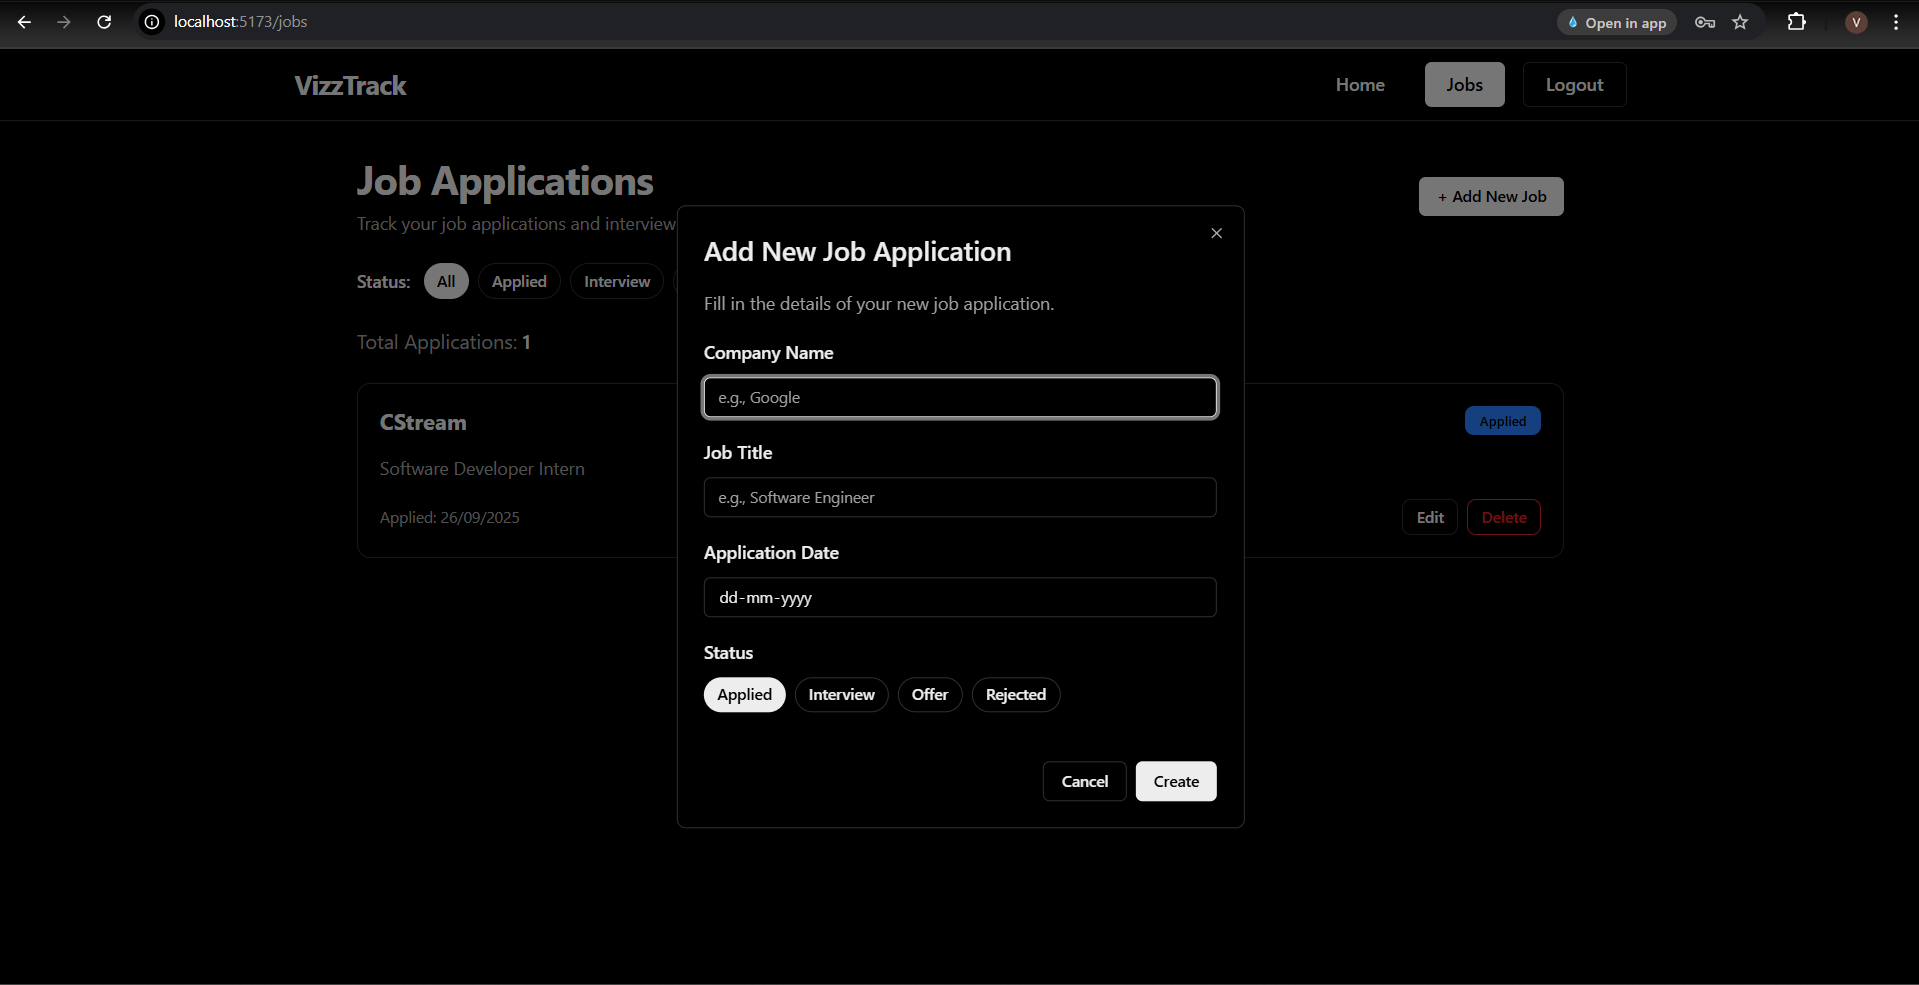 localhost:5173/jobs
Open in app
V
VizzTrack
Home
Jobs
Logout
Job Applications
Track your job applications and interview
+ Add New Job
Status:
All
Applied
Interview
Total Applications: 1
CStream
Software Developer Intern
Applied: 26/09/2025
Applied
Edit
Delete
Add New Job Application
Fill in the details of your new job application.
Company Name
e.g., Google
Job Title
e.g., Software Engineer
Application Date
dd-mm-yyyy
Status
Applied
Interview
Offer
Rejected
Cancel
Create